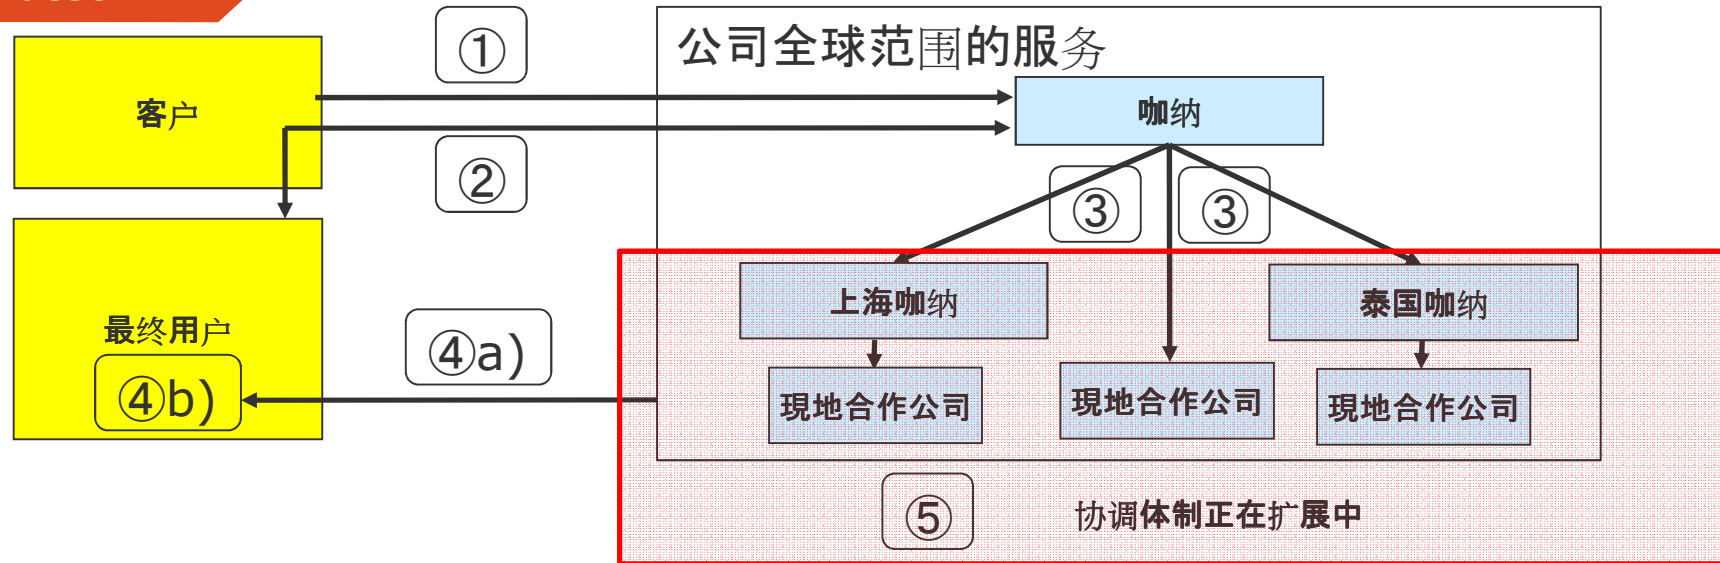 ①
公司全球范围的服务
客户
咖纳
②
③
③
上海咖纳
泰国咖纳
最终用户
④a)
④b)
現地合作公司
現地合作公司
現地合作公司
⑤
协调体制正在扩展中